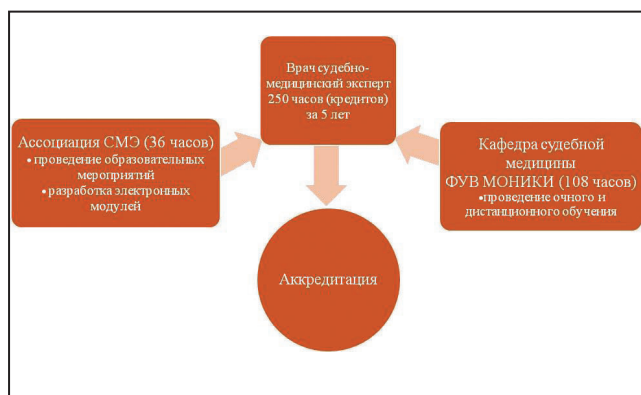 Врач судебно-
медицинский эксперт
250 часов (кредитов)
за 5 лет
Ассоциация СМЭ (36 часов)
•проведение образовательных
мероприятий
•разработка электронных
модулей
Кафедра судебной
медицины
ФУВ МОНИКИ (108 часов)
•проведение очного и
дистанционного обучения
Аккредитация